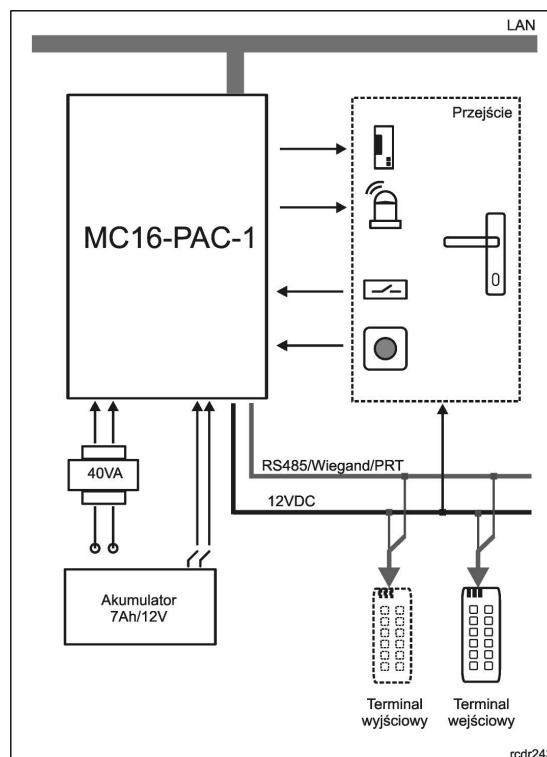 LAN
Przejście
MC16-PAC-1
RS485/Wiegand/PRT
40VA
12VDC
Akumulator
7Ah/12V
Terminal
wyjściowy
Terminal
wejściowy